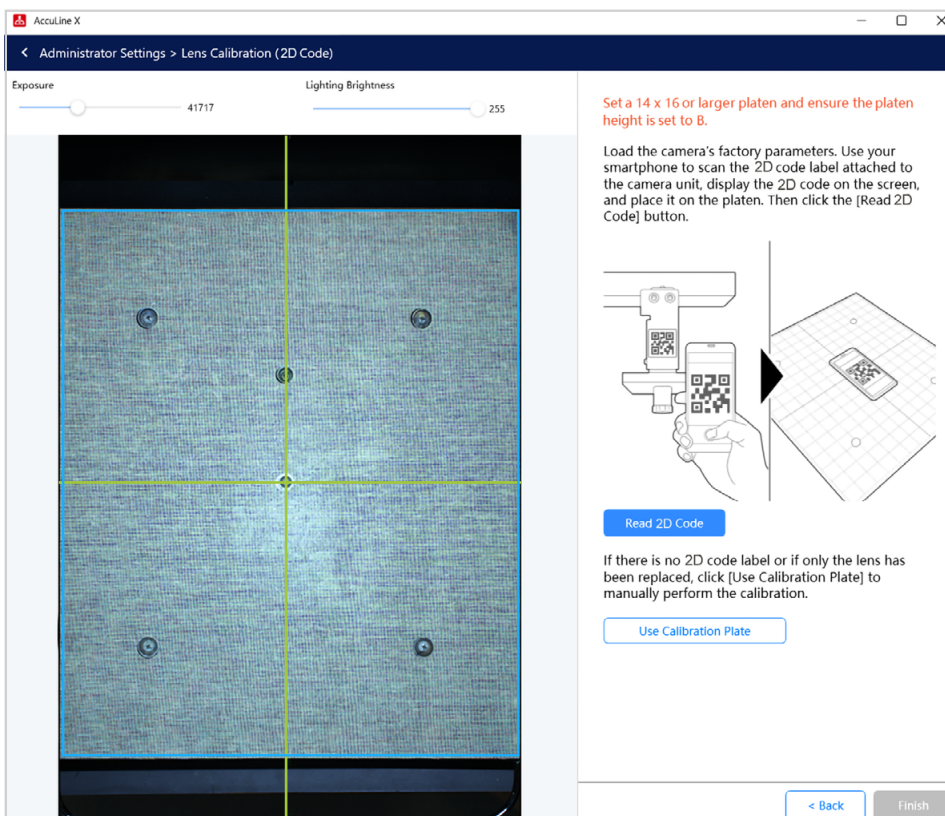 AccuLine X
Administrator Settings > Lens Calibration (2D Code)
Exposure
41717
Lighting Brightness
255
Set a 14 x 16 or larger platen and ensure the platen
height is set to B.
Load the camera's factory parameters. Use your
smartphone to scan the 2D code label attached to
the camera unit, display the 2D code on the screen,
and place it on the platen. Then click the [Read 2D
Code] button.
Read 2D Code
If there is no 2D code label or if only the lens has
been replaced, click [Use Calibration Plate] to
manually perform the calibration.
Use Calibration Plate
< Back
Finish